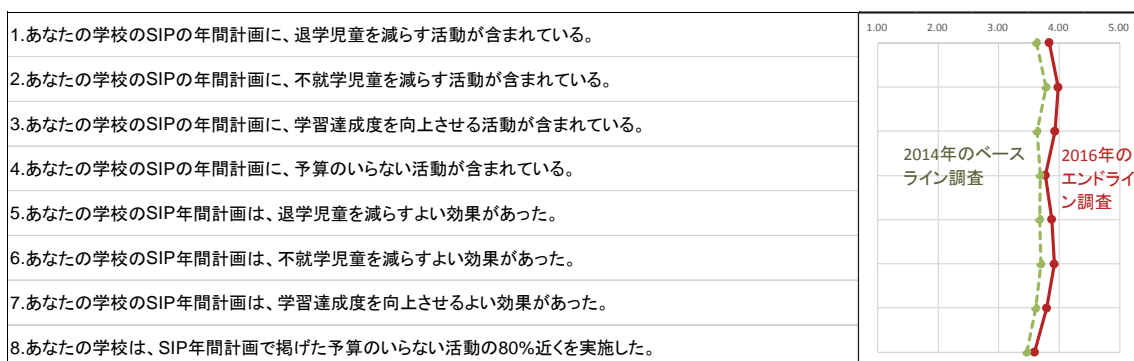 1.00 2.00 3.00 4.00 5.00
1.あなたの学校のSIPの年間計画に、退学児童を減らす活動が含まれている。
2.あなたの学校のSIPの年間計画に、不就学児童を減らす活動が含まれている。
3.あなたの学校のSIPの年間計画に、学習達成度を向上させる活動が含まれている。
4.あなたの学校のSIPの年間計画に、予算のいらない活動が含まれている。
5.あなたの学校のSIP年間計画は、退学児童を減らすよい効果があった。
6.あなたの学校のSIP年間計画は、不就学児童を減らすよい効果があった。
7.あなたの学校のSIP年間計画は、学習達成度を向上させるよい効果があった。
8.あなたの学校は、SIP年間計画で掲げた予算のいらない活動の80%近くを実施した。
2014年のベース
ライン調査
2016年の
エンドライ
ン調査